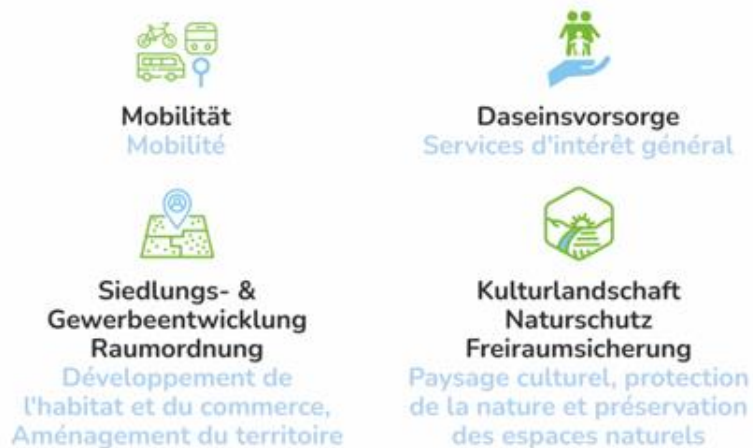 Mobilität
Mobilité
Daseinsvorsorge
Services d'intérêt général
Siedlungs- &
Gewerbeentwicklung
Raumordnung
Développement de
l'habitat et du commerce,
Aménagement du territoire
Kulturlandschaft
Naturschutz
Freiraumsicherung
Paysage culturel, protection
de la nature et préservation
des espaces naturels